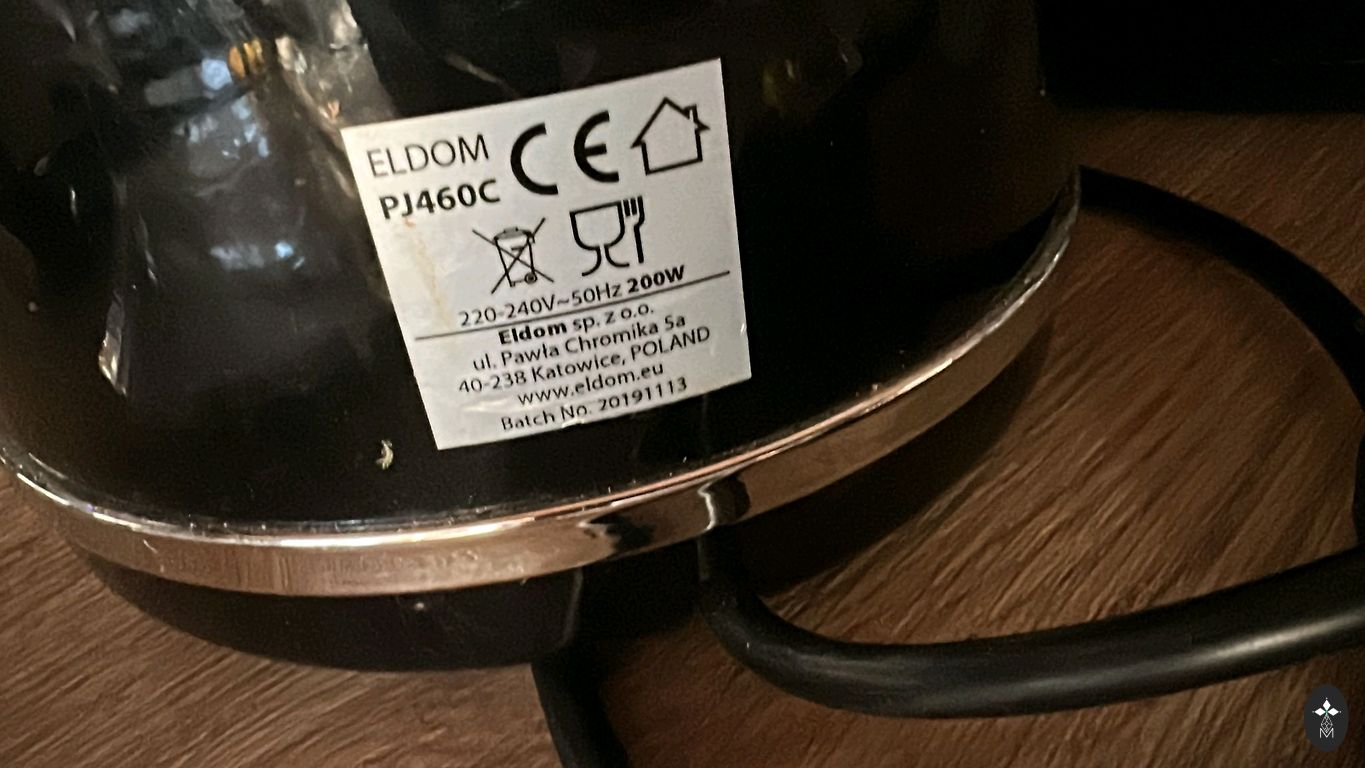 ELDOM
PJ460C
CE
220-240V~50Hz 200W
Eldom sp. z o.o.
ul. Pawła Chromika 5a
40-238 Katowice, POLAND
www.eldom.eu
Batch No. 20191113
M